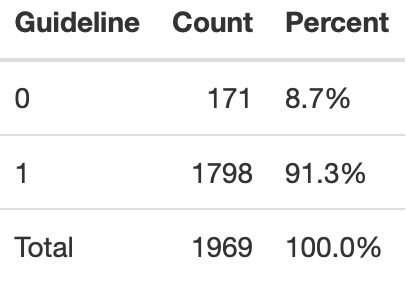 Guideline Count Percent
0 171 8.7%
1 1798 91.3%
Total 1969 100.0%